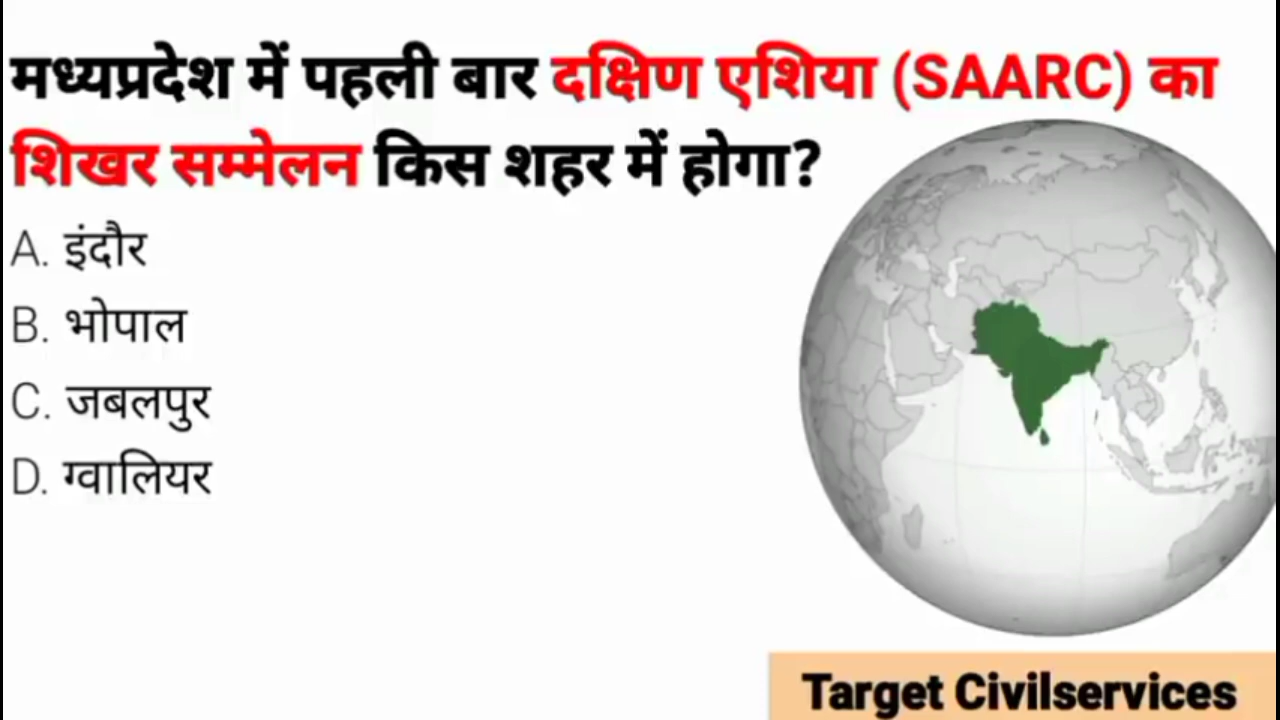 मध्यप्रदेश में पहली बार दक्षिण एशिया (SAARC) का
शिखर सम्मेलन किस शहर में होगा?
A. इंदौर
B. भोपाल
C. जबलपुर
D. ग्वालियर
Target Civilservices